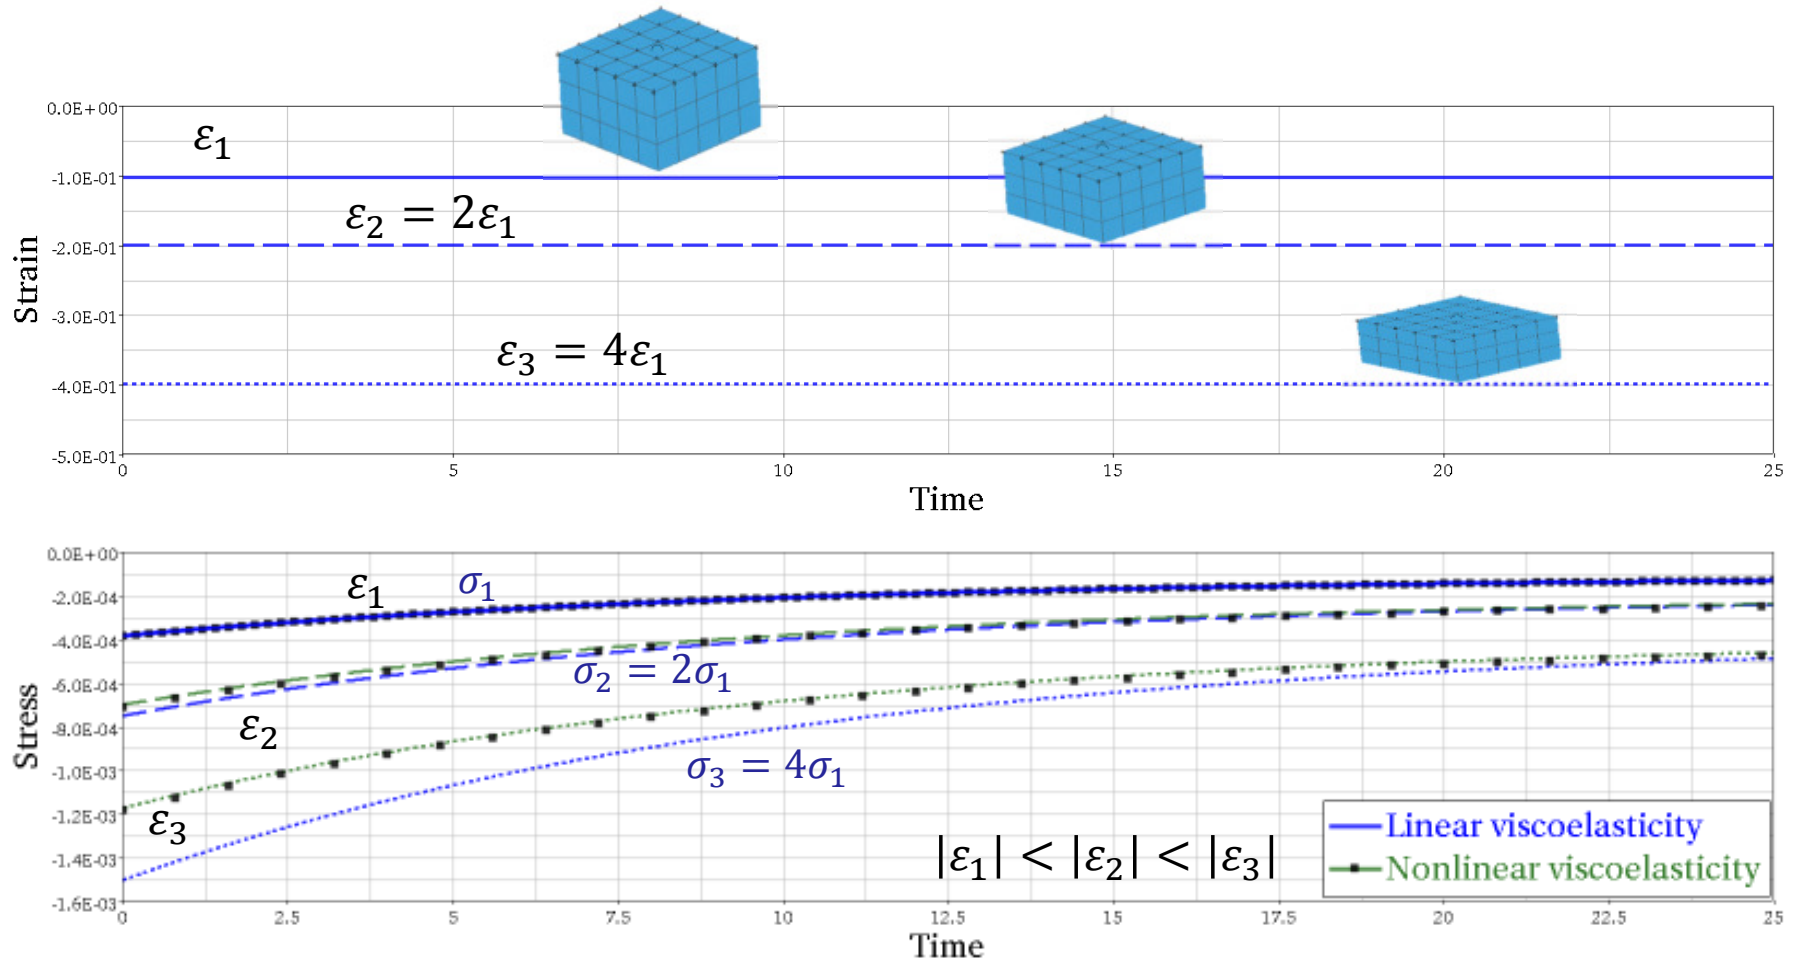 0.0E+00
ε₁
-1.0E-01
ε₂ = 2ε₁
-2.0E-01
Strain
-3.0E-01
ε₃ = 4ε₁
-4.0E-01
-5.0E-01
0 5 10 15 20 25
Time
0.0E+00
ε₁ σ₁
-2.0E-04
-4.0E-04
σ₂ = 2σ₁
-6.0E-04
Stress
ε₂
-8.0E-04
σ₃ = 4σ₁
-1.0E-03
-1.2E-03
ε₃
Linear viscoelasticity
-1.4E-03
|ε₁| < |ε₂| < |ε₃|
Nonlinear viscoelasticity
-1.6E-03
0 2.5 5 7.5 10 12.5 15 17.5 20 22.5 25
Time